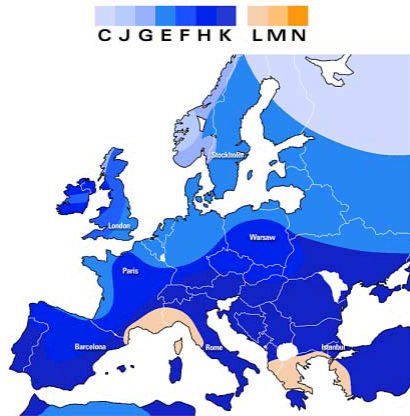 C J G E F H K L M N
Stockholm
London
Warsaw
Paris
Barcelona
Rome
Istanbul